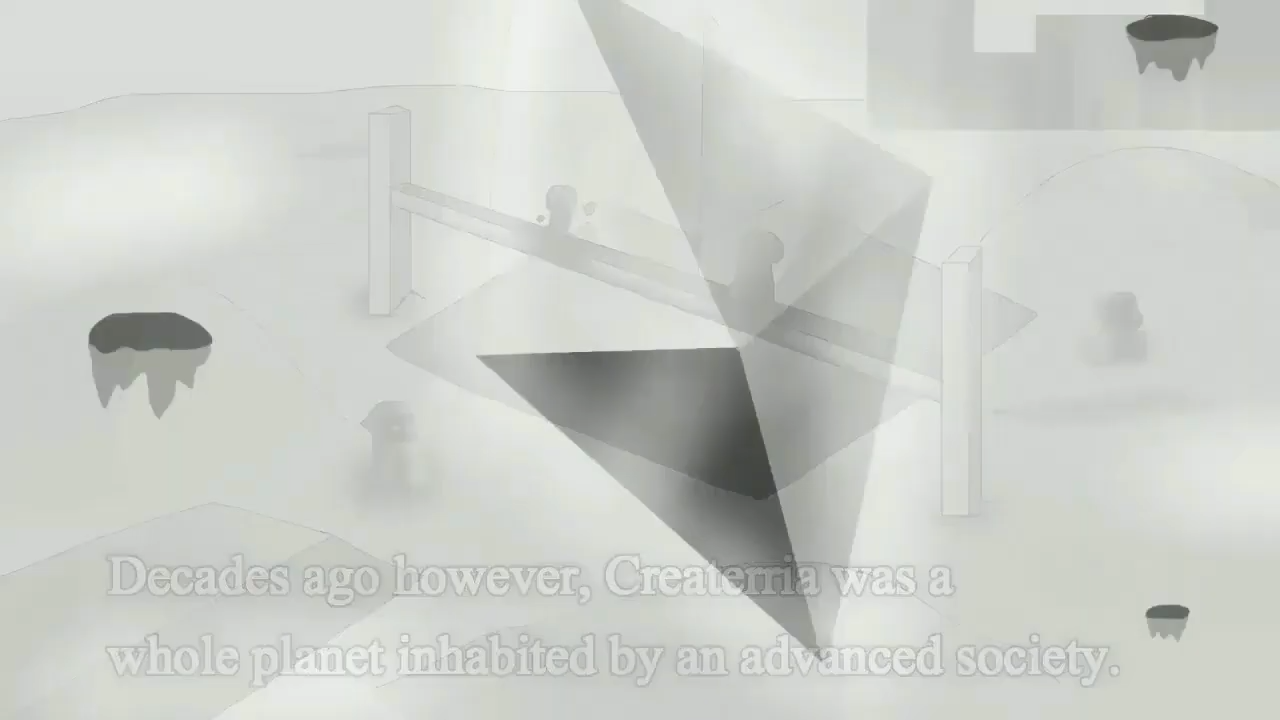 Decades ago however, Createrria was a
whole planet inhabited by an advanced society.